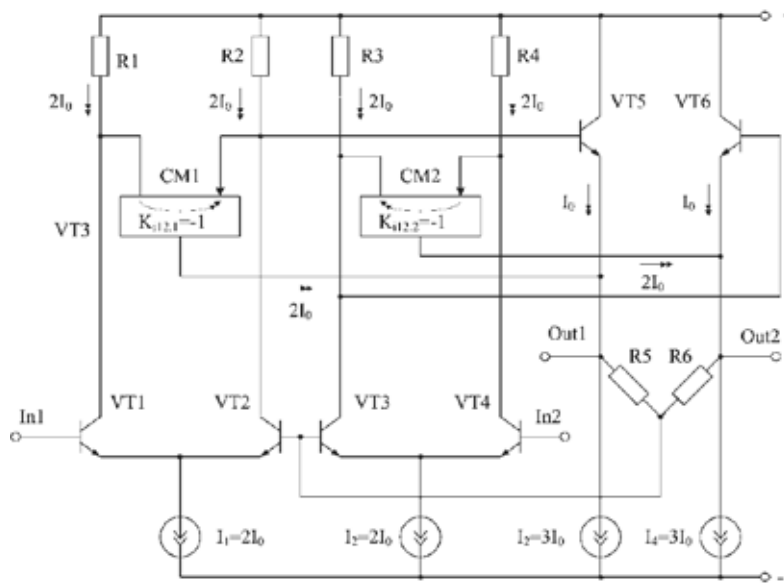 +
R1
R2
R3
R4
2I₀
2I₀
2I₀
2I₀
VT5
VT6
CM1
CM2
Kᵢ₁₂,₁=-1
Kᵢ₁₂,₂=-1
VT3
I₀
I₀
2I₀
2I₀
Out1
Out2
R5
R6
In1
VT1
VT2
VT3
VT4
In2
I₁=2I₀
I₂=2I₀
I₂=3I₀
I₄=3I₀
-